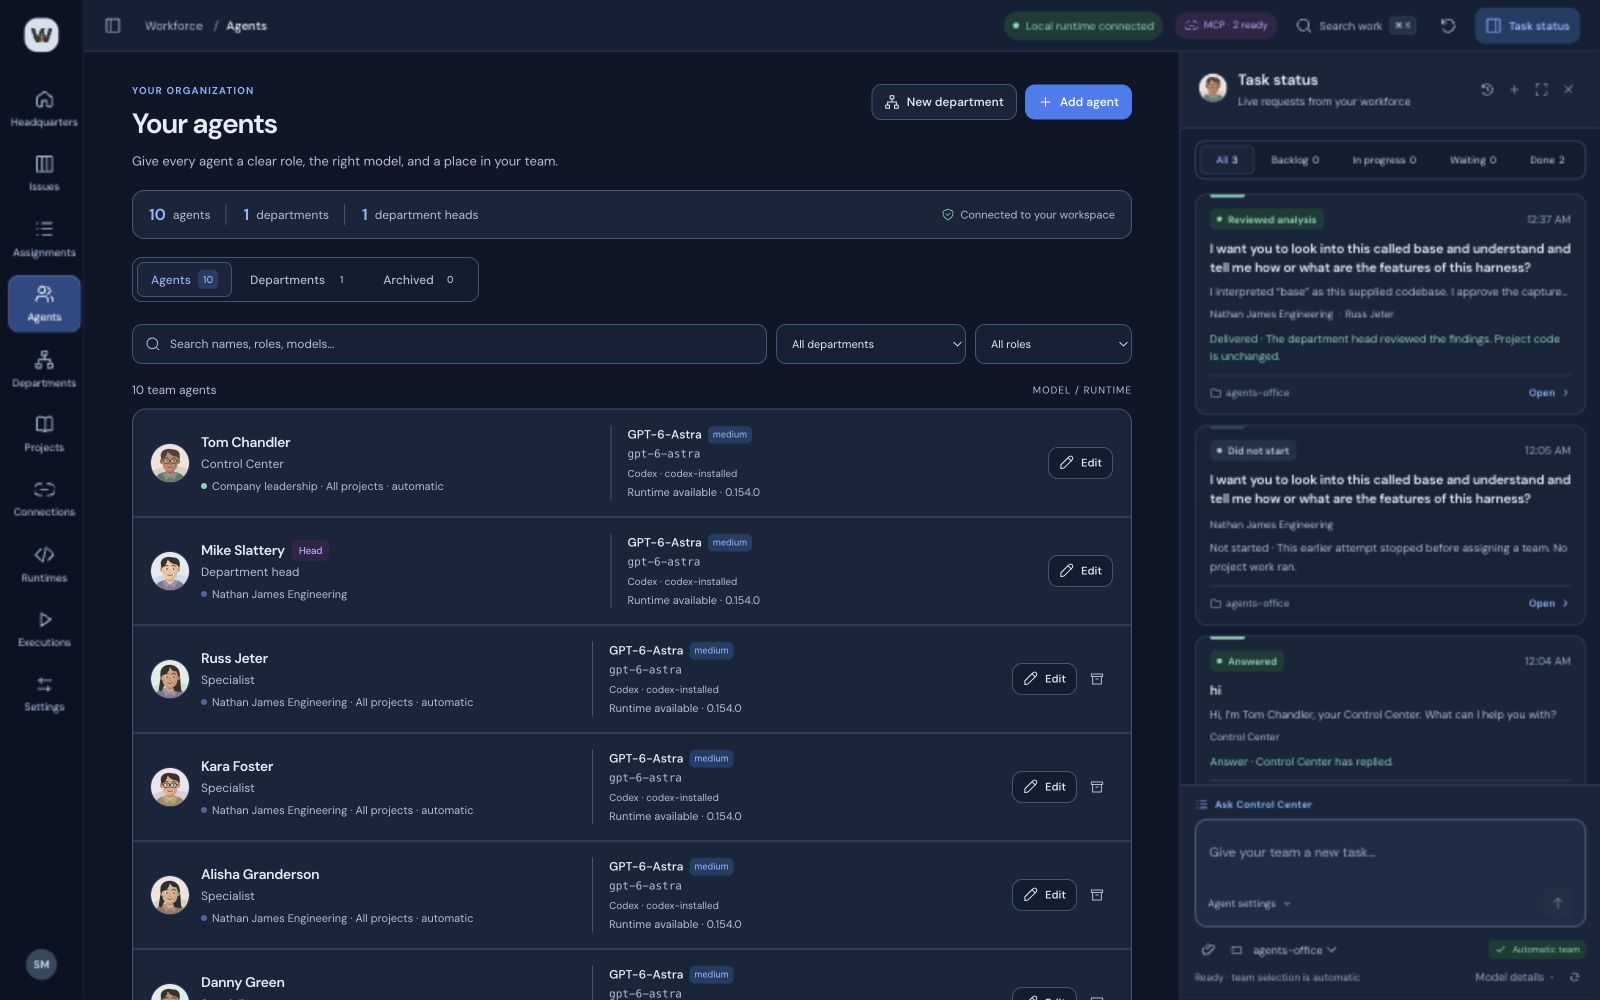 W
Workforce / Agents
Local runtime connected
MCP · 2 ready
Search work ⌘ K
Task status
Headquarters
Issues
Assignments
Agents
Departments
Projects
Connections
Runtimes
Executions
Settings
SM
YOUR ORGANIZATION
Your agents
Give every agent a clear role, the right model, and a place in your team.
New department
+ Add agent
10 agents
1 departments
1 department heads
Connected to your workspace
Agents 10
Departments 1
Archived 0
Search names, roles, models...
All departments
All roles
10 team agents
MODEL / RUNTIME
Tom Chandler
Control Center
Company leadership · All projects · automatic
GPT-6-Astra medium
gpt-6-astra
Codex · codex-installed
Runtime available · 0.154.0
Edit
Mike Slattery Head
Department head
Nathan James Engineering
GPT-6-Astra medium
gpt-6-astra
Codex · codex-installed
Runtime available · 0.154.0
Edit
Russ Jeter
Specialist
Nathan James Engineering · All projects · automatic
GPT-6-Astra medium
gpt-6-astra
Codex · codex-installed
Runtime available · 0.154.0
Edit
Kara Foster
Specialist
Nathan James Engineering · All projects · automatic
GPT-6-Astra medium
gpt-6-astra
Codex · codex-installed
Runtime available · 0.154.0
Edit
Alisha Granderson
Specialist
Nathan James Engineering · All projects · automatic
GPT-6-Astra medium
gpt-6-astra
Codex · codex-installed
Runtime available · 0.154.0
Edit
Danny Green
GPT-6-Astra medium
gpt-6-astra
Task status
Live requests from your workforce
All 3
Backlog 0
In progress 0
Waiting 0
Done 2
Reviewed analysis
12:37 AM
I want you to look into this called base and understand and
tell me how or what are the features of this harness?
I interpreted “base” as this supplied codebase. I approve the capture...
Nathan James Engineering · Russ Jeter
Delivered · The department head reviewed the findings. Project code
is unchanged.
agents-office
Open
Did not start
12:05 AM
I want you to look into this called base and understand and
tell me how or what are the features of this harness?
Nathan James Engineering
Not started · This earlier attempt stopped before assigning a team. No
project work ran.
agents-office
Open
Answered
12:04 AM
hi
Hi, I'm Tom Chandler, your Control Center. What can I help you with?
Control Center
Answer · Control Center has replied.
Ask Control Center
Give your team a new task...
Agent settings
agents-office
Automatic team
Ready · team selection is automatic
Model details